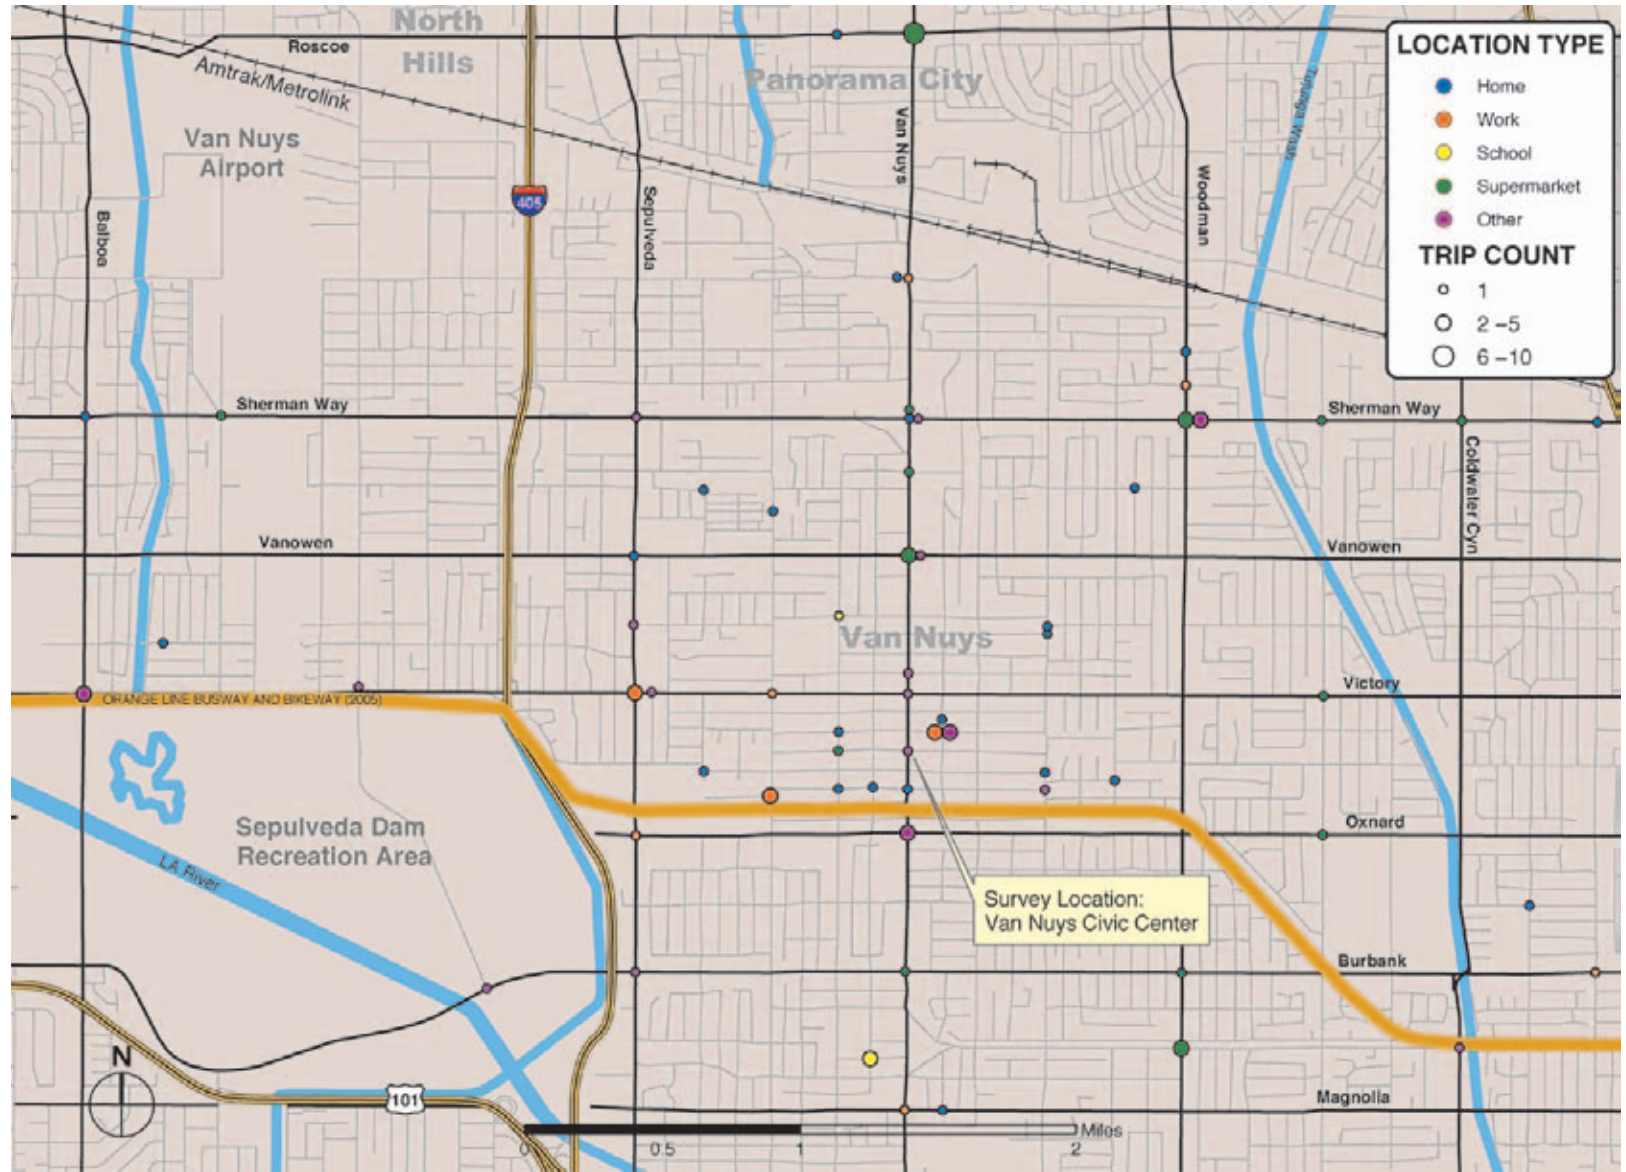 North
Hills
Roscoe
Amtrak/Metrolink
Van Nuys
Airport
Panorama City
Van Nuys
405
Balboa
Sepulveda
Woodman
Tujunga Wash
LOCATION TYPE
Home
Work
School
Supermarket
Other
TRIP COUNT
1
2 –5
6 –10
Sherman Way
Sherman Way
Coldwater Cyn
Vanowen
Vanowen
Van Nuys
Victory
ORANGE LINE BUSWAY AND BIKEWAY (2005)
Sepulveda Dam
Recreation Area
LA River
Oxnard
Survey Location:
Van Nuys Civic Center
Burbank
N
101
Magnolia
Miles
0
0.5
1
2